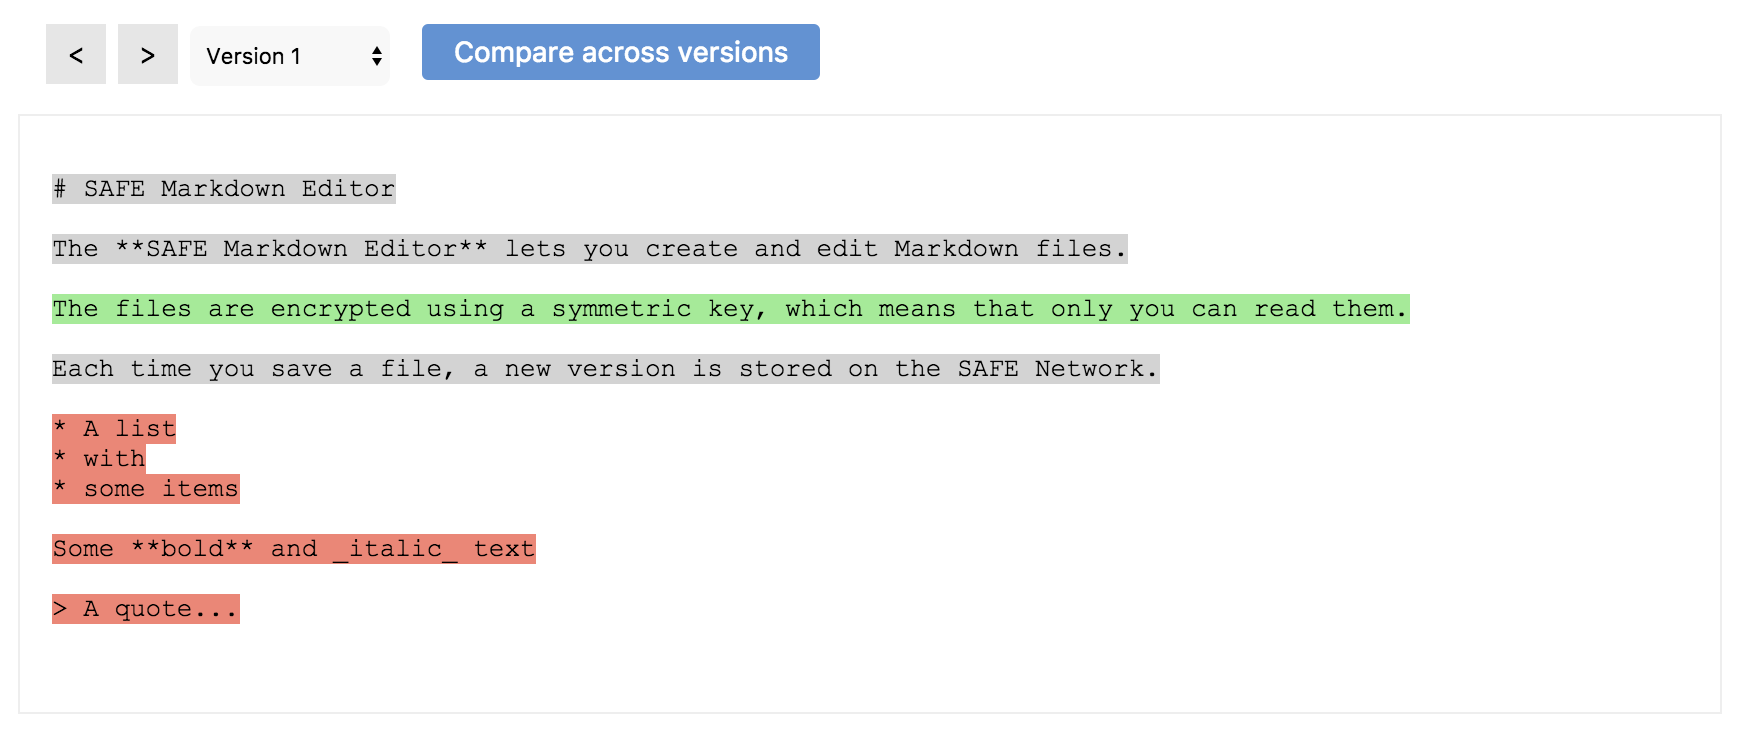 < > Version 1 Compare across versions
# SAFE Markdown Editor
The **SAFE Markdown Editor** lets you create and edit Markdown files.
The files are encrypted using a symmetric key, which means that only you can read them.
Each time you save a file, a new version is stored on the SAFE Network.
* A list
* with
* some items
Some **bold** and _italic_ text
> A quote...